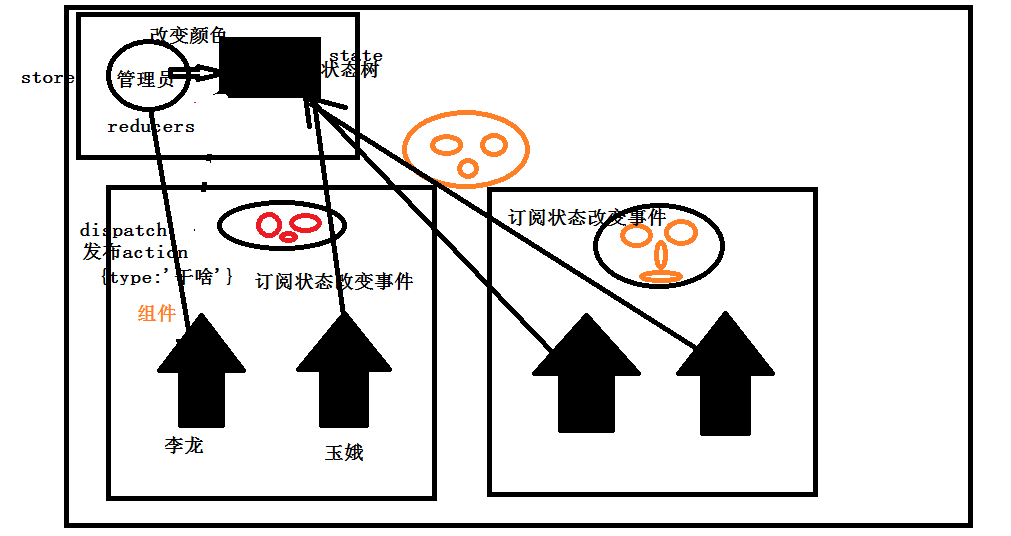 改变颜色
state
store
管理员
状态树
reducers
dispatch
发布action
{type:'干啥'}
订阅状态改变事件
订阅状态改变事件
组件
李龙
玉娥